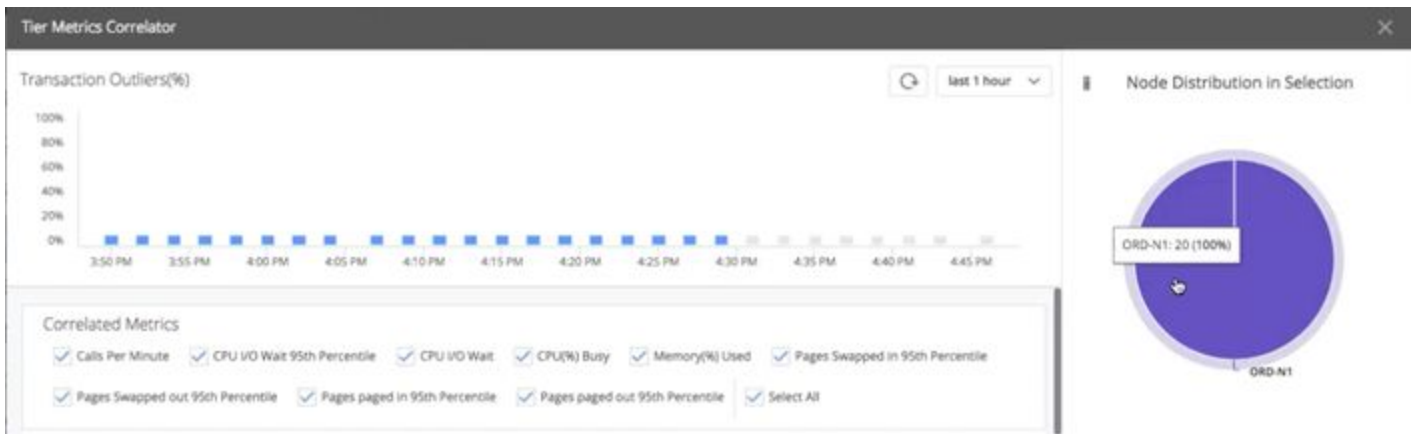 Tier Metrics Correlator
Transaction Outliers(%)
last 1 hour
Node Distribution in Selection
100%
80%
60%
40%
20%
0%
3:50 PM 3:55 PM 4:00 PM 4:05 PM 4:10 PM 4:15 PM 4:20 PM 4:25 PM 4:30 PM 4:35 PM 4:40 PM 4:45 PM
ORD-N1: 20 (100%)
ORD-N1
Correlated Metrics
Calls Per Minute CPU I/O Wait 95th Percentile CPU I/O Wait CPU(%) Busy Memory(%) Used Pages Swapped in 95th Percentile
Pages Swapped out 95th Percentile Pages paged in 95th Percentile Pages paged out 95th Percentile Select All